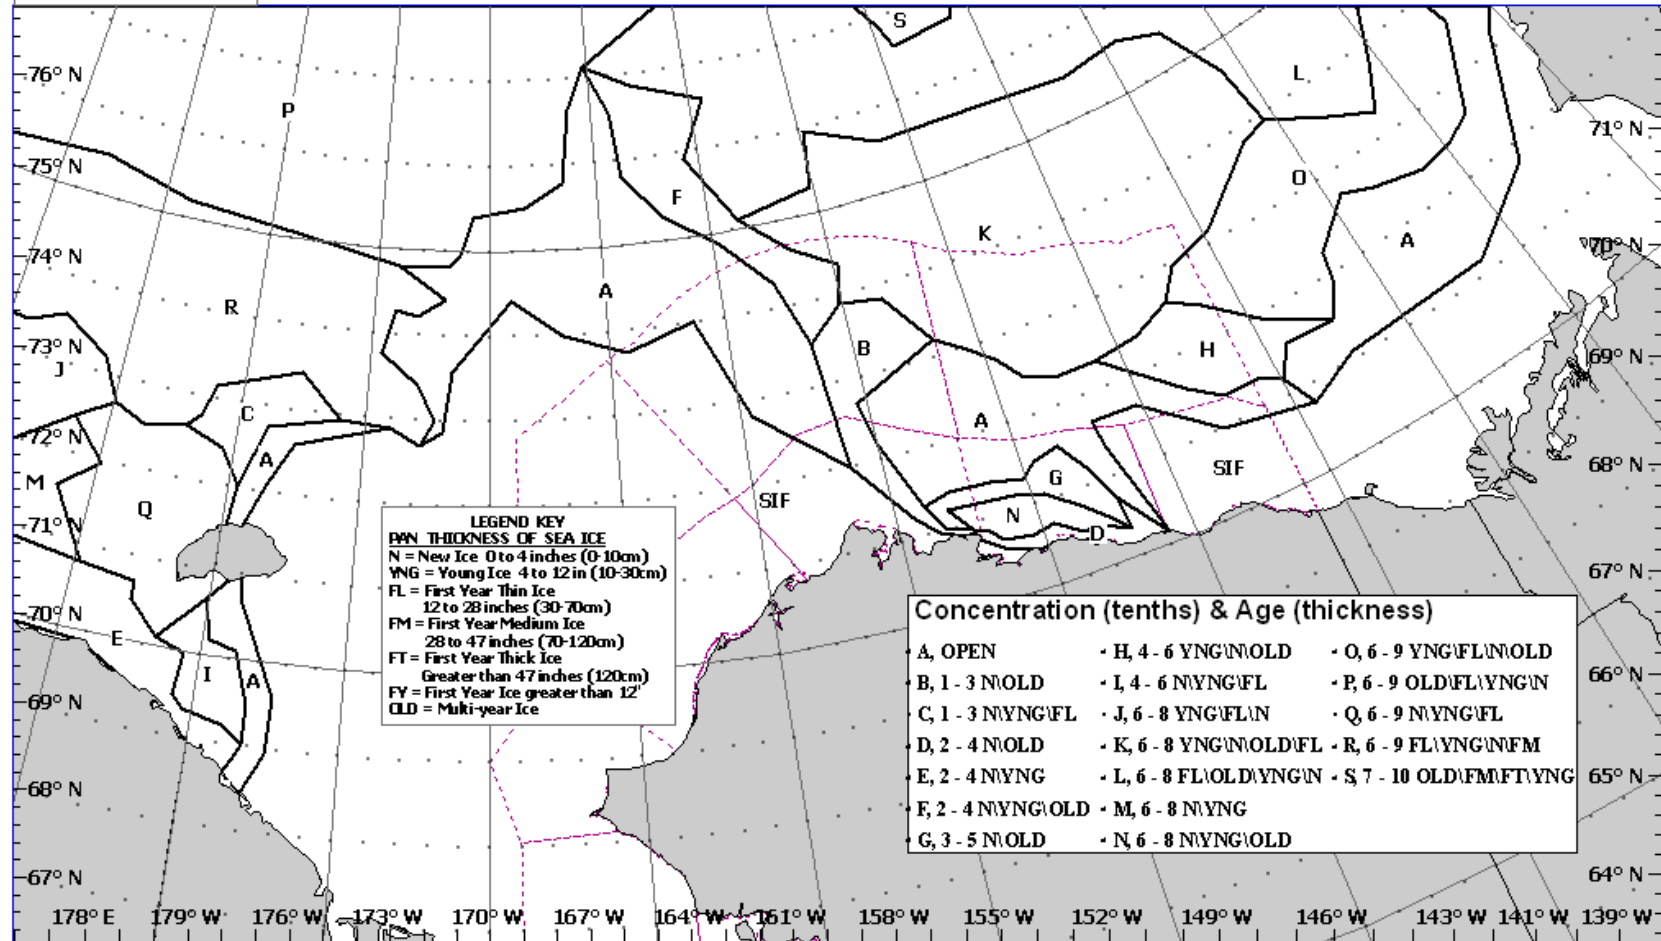 S
L
76° N
P
71° N
75° N
O
F
K
A
70° N
74° N
A
R
73° N
B
H
69° N
J
C
A
72° N
A
SIF
68° N
M
G
SIF
Q
N
71° N
D
LEGEND KEY
PAN THICKNESS OF SEA ICE
N = New Ice 0 to 4 inches (0-10cm)
YNG = Young Ice 4 to 12 in (10-30cm)
FL = First Year Thin Ice
12 to 28 inches (30-70cm)
FM = First Year Medium Ice
28 to 47 inches (70-120cm)
FT = First Year Thick Ice
Greater than 47 inches (120cm)
FY = First Year Ice greater than 12'
OLD = Multi-year Ice
67° N
70° N
E
I
A
69° N
68° N
67° N
Concentration (tenths) & Age (thickness)
A, OPEN
B, 1 - 3 N\OLD
C, 1 - 3 N\YNG\FL
D, 2 - 4 N\OLD
E, 2 - 4 N\YNG
F, 2 - 4 N\YNG\OLD
G, 3 - 5 N\OLD
- H, 4 - 6 YNG\N\OLD
- I, 4 - 6 N\YNG\FL
- J, 6 - 8 YNG\FL\N
- K, 6 - 8 YNG\N\OLD\FL
- L, 6 - 8 FL\OLD\YNG\N
- M, 6 - 8 N\YNG
- N, 6 - 8 N\YNG\OLD
- O, 6 - 9 YNG\FL\N\OLD
- P, 6 - 9 OLD\FL\YNG\N
- Q, 6 - 9 N\YNG\FL
- R, 6 - 9 FL\YNG\N\FM
- S, 7 - 10 OLD\FM\FT\YNG
66° N
65° N
64° N
178° E 179° W 176° W 173° W 170° W 167° W 164° W 161° W 158° W 155° W 152° W 149° W 146° W 143° W 141° W 139° W